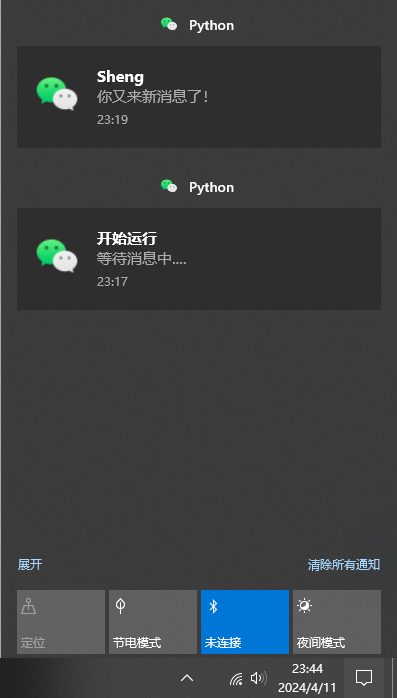 Python
Sheng
你又来新消息了！
23:19
Python
开始运行
等待消息中....
23:17
展开
清除所有通知
定位
节电模式
未连接
夜间模式
23:44
2024/4/11